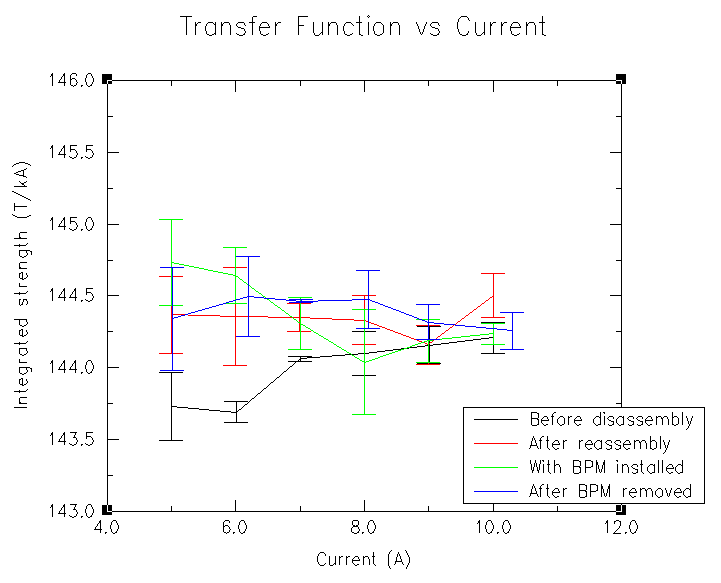 Transfer Function vs Current
146.0
145.5
145.0
144.5
144.0
143.5
143.0
Integrated strength (T/kA)
4.0 6.0 8.0 10.0 12.0
Current (A)
Before disassembly
After reassembly
With BPM installed
After BPM removed